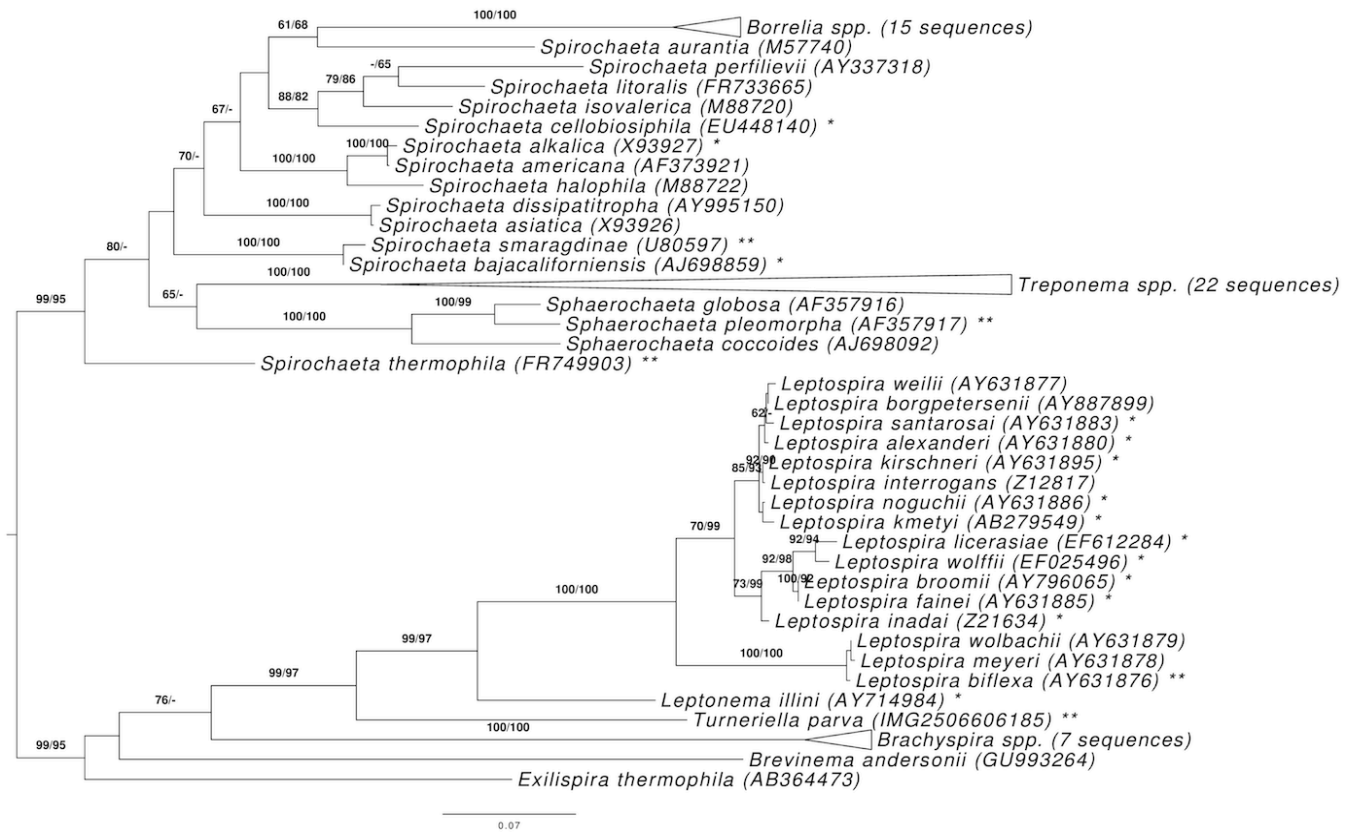 100/100
61/68
Borrelia spp. (15 sequences)
Spirochaeta aurantia (M57740)
-/65
Spirochaeta perfilievii (AY337318)
79/86
Spirochaeta litoralis (FR733665)
88/82
Spirochaeta isovalerica (M88720)
67/-
Spirochaeta cellobiosiphila (EU448140) *
100/100
Spirochaeta alkalica (X93927) *
100/100
Spirochaeta americana (AF373921)
70/-
Spirochaeta halophila (M88722)
100/100
Spirochaeta dissipatitropha (AY995150)
Spirochaeta asiatica (X93926)
100/100
Spirochaeta smaragdinae (U80597) **
80/-
Spirochaeta bajacaliforniensis (AJ698859) *
100/100
Treponema spp. (22 sequences)
65/-
99/95
100/99
Sphaerochaeta globosa (AF357916)
100/100
Sphaerochaeta pleomorpha (AF357917) **
Sphaerochaeta coccoides (AJ698092)
Spirochaeta thermophila (FR749903) **
Leptospira weilii (AY631877)
Leptospira borgpetersenii (AY887899)
62/-
Leptospira santarosai (AY631883) *
Leptospira alexanderi (AY631880) *
92/90
Leptospira kirschneri (AY631895) *
85/93
Leptospira interrogans (Z12817)
Leptospira noguchii (AY631886) *
Leptospira kmetyi (AB279549) *
70/99
92/94
Leptospira licerasiae (EF612284) *
92/98
Leptospira wolffii (EF025496) *
73/99
100/92
Leptospira broomii (AY796065) *
100/100
Leptospira fainei (AY631885) *
Leptospira inadai (Z21634) *
Leptospira wolbachii (AY631879)
99/97
100/100
Leptospira meyeri (AY631878)
99/97
Leptospira biflexa (AY631876) **
Leptonema illini (AY714984) *
76/-
Turneriella parva (IMG2506606185) **
100/100
Brachyspira spp. (7 sequences)
99/95
Brevinema andersonii (GU993264)
Exilispira thermophila (AB364473)
0.07